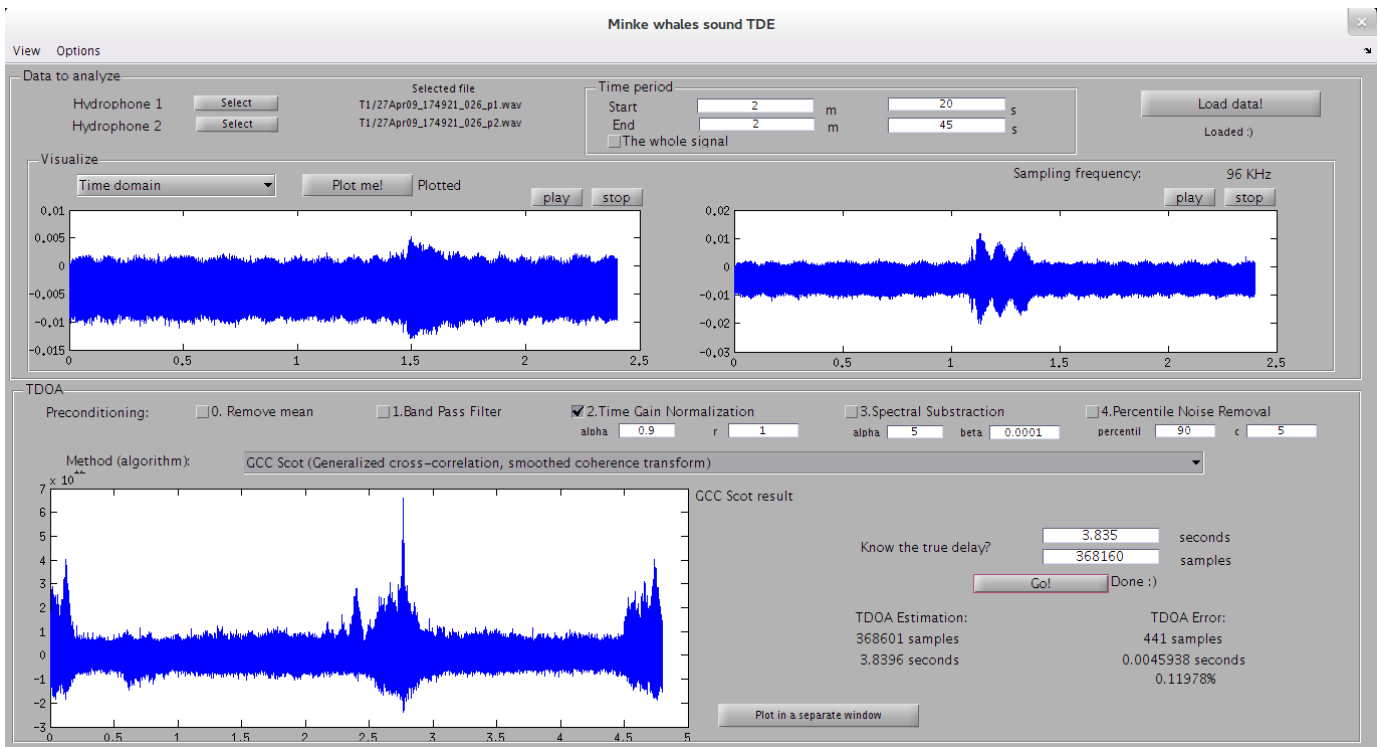 Minke whales sound TDE
View Options
Data to analyze
Selected file
Hydrophone 1 Select T1/27Apr09_174921_026_p1.wav
Hydrophone 2 Select T1/27Apr09_174921_026_p2.wav
Time period
Start 2 m 20 s
End 2 m 45 s
The whole signal
Load data!
Loaded :)
Visualize
Time domain Plot me! Plotted
Sampling frequency: 96 KHz
play stop
play stop
0.01
0.005
0
-0.005
-0.01
-0.015
0 0.5 1 1.5 2 2.5
0.02
0.01
0
-0.01
-0.02
-0.03
0 0.5 1 1.5 2 2.5
TDOA
Preconditioning: 0. Remove mean 1.Band Pass Filter 2.Time Gain Normalization 3.Spectral Substraction 4.Percentile Noise Removal
alpha 0.9 r 1 alpha 5 beta 0.0001 percentil 90 c 5
Method (algorithm): GCC Scot (Generalized cross-correlation, smoothed coherence transform)
x 10
7
6
5
4
3
2
1
0
-1
-2
-3
0 0.5 1 1.5 2 2.5 3 3.5 4 4.5 5
GCC Scot result
Know the true delay?
3.835 seconds
368160 samples
Go! Done :)
TDOA Estimation: TDOA Error:
368601 samples 441 samples
3.8396 seconds 0.0045938 seconds
0.11978%
Plot in a separate window